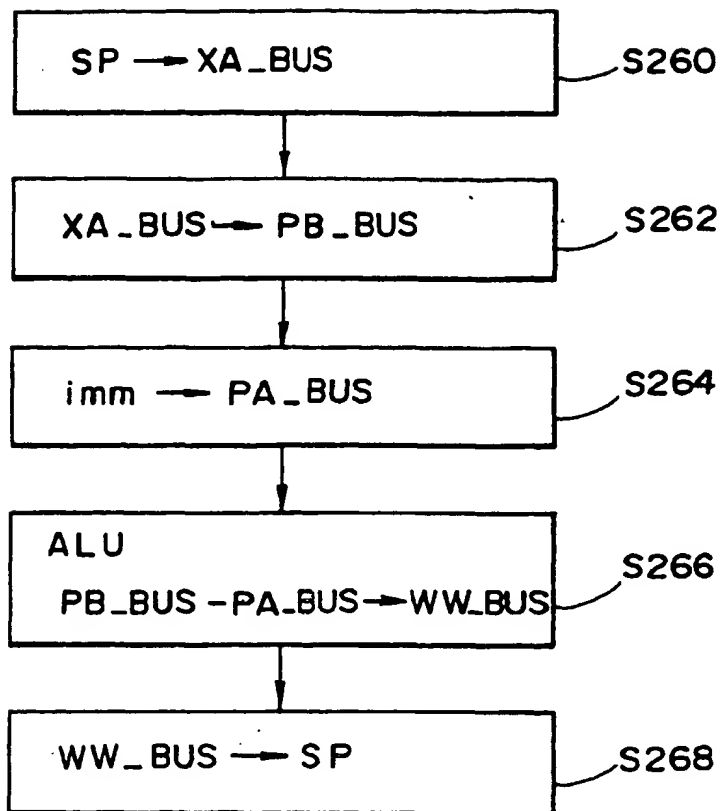 SP → XA_BUS
S260
XA_BUS → PB_BUS
S262
imm → PA_BUS
S264
ALU
PB_BUS - PA_BUS → WW_BUS
S266
WW_BUS → SP
S268